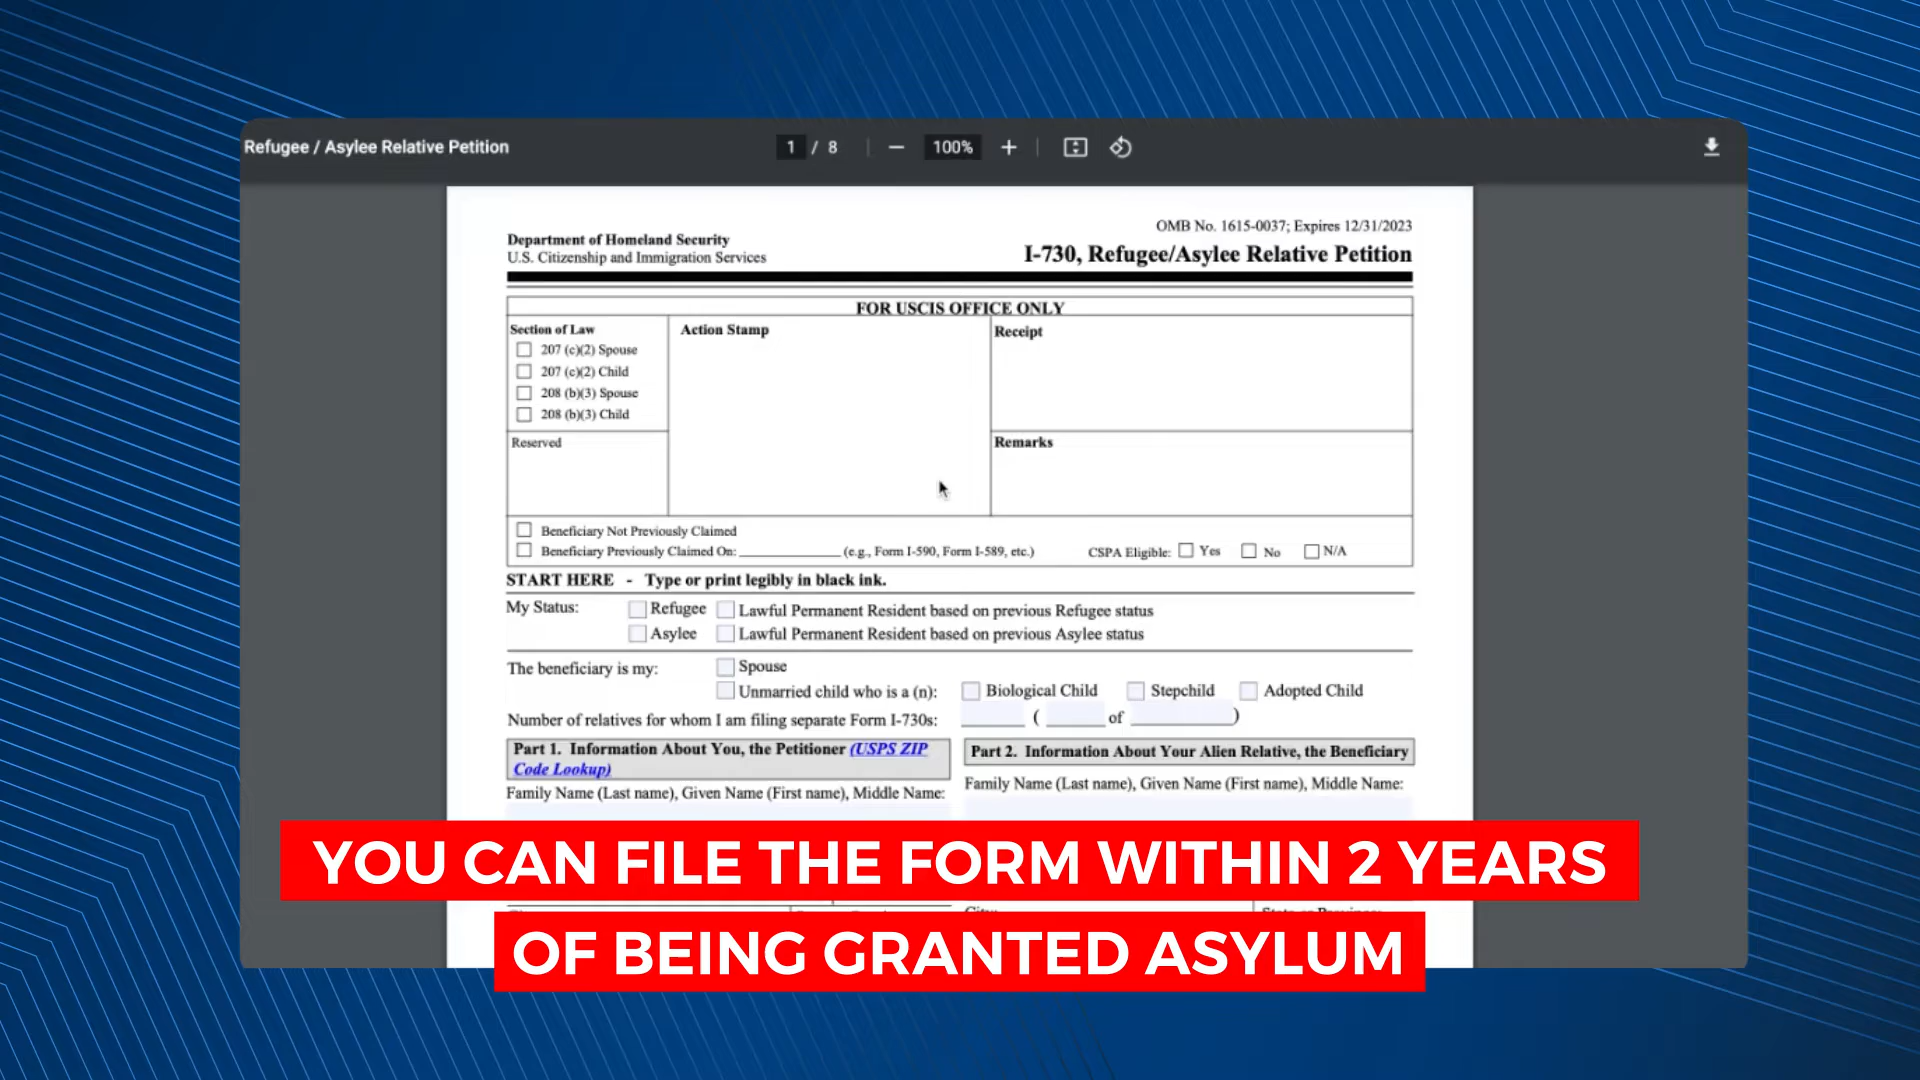 Refugee / Asylee Relative Petition
1 / 8
100%
OMB No. 1615-0037; Expires 12/31/2023
Department of Homeland Security
U.S. Citizenship and Immigration Services
I-730, Refugee/Asylee Relative Petition
FOR USCIS OFFICE ONLY
Section of Law
207 (c)(2) Spouse
207 (c)(2) Child
208 (b)(3) Spouse
208 (b)(3) Child
Reserved
Action Stamp
Receipt
Remarks
Beneficiary Not Previously Claimed
Beneficiary Previously Claimed On: (e.g., Form I-590, Form I-589, etc.) CSPA Eligible: Yes No N/A
START HERE - Type or print legibly in black ink.
My Status: Refugee Lawful Permanent Resident based on previous Refugee status
Asylee Lawful Permanent Resident based on previous Asylee status
The beneficiary is my: Spouse
Unmarried child who is a (n): Biological Child Stepchild Adopted Child
Number of relatives for whom I am filing separate Form I-730s: ( of )
Part 1. Information About You, the Petitioner (USPS ZIP
Code Lookup)
Family Name (Last name), Given Name (First name), Middle Name:
Part 2. Information About Your Alien Relative, the Beneficiary
Family Name (Last name), Given Name (First name), Middle Name:
YOU CAN FILE THE FORM WITHIN 2 YEARS
OF BEING GRANTED ASYLUM